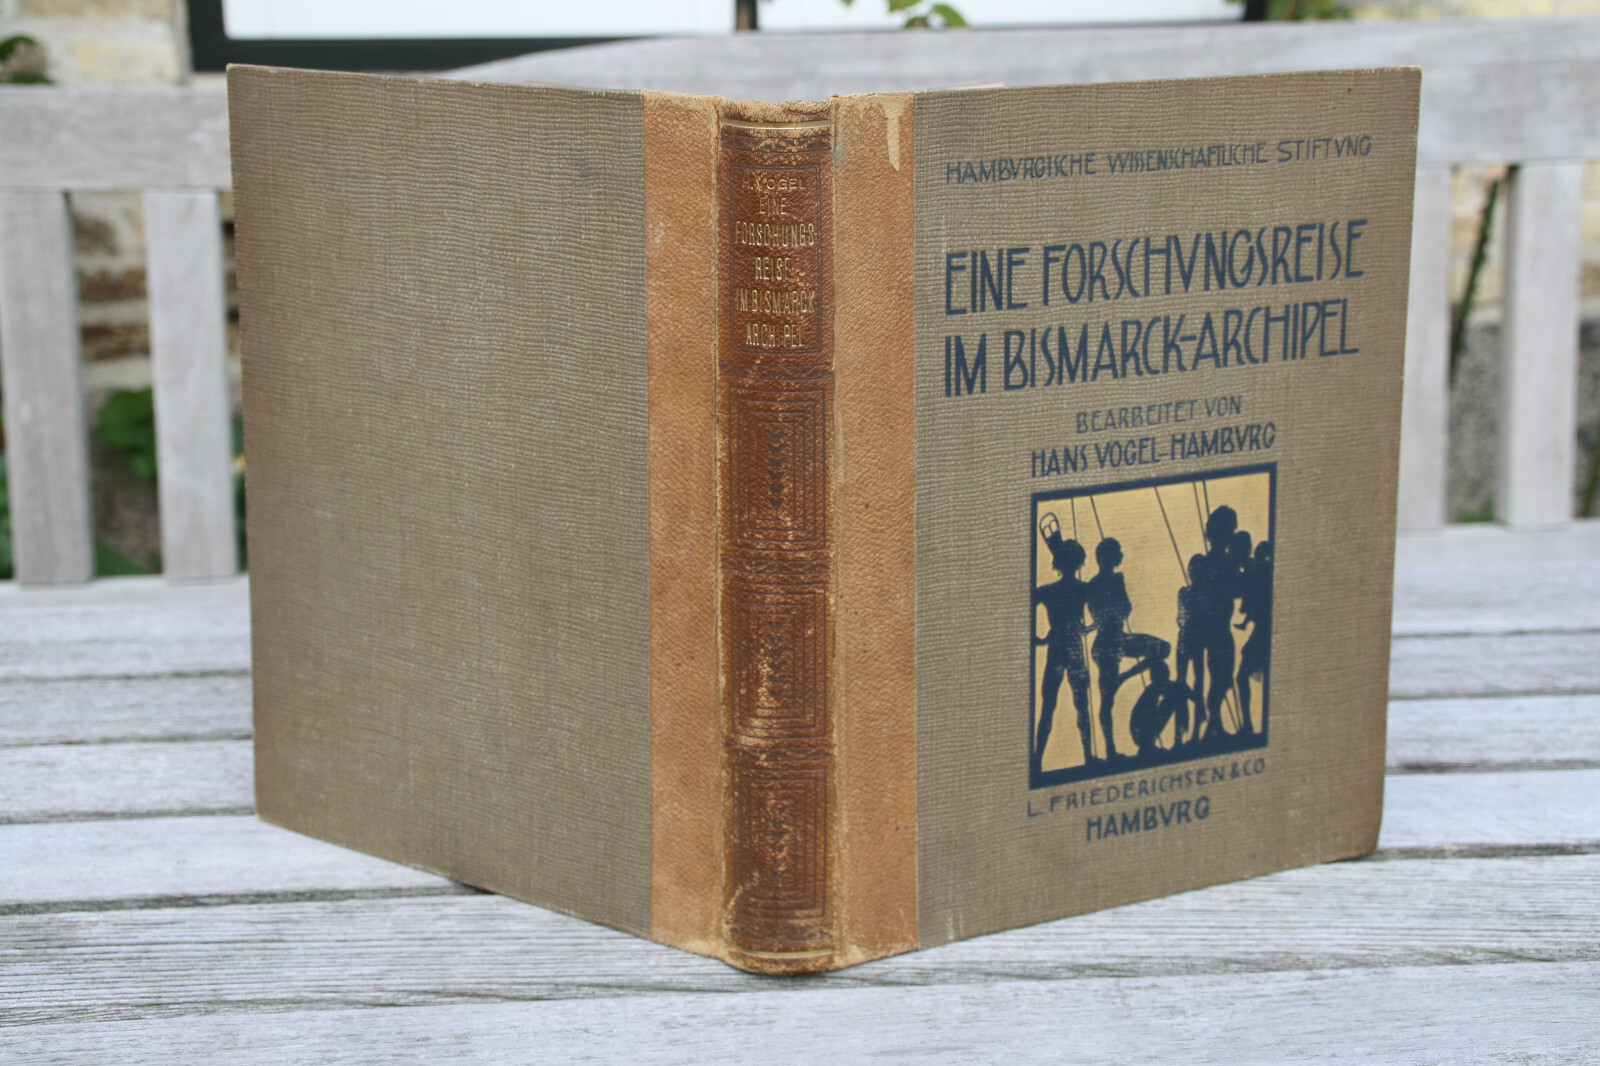 H. VOGEL
EINE
FORSCHUNGS
REISE
IM BISMARCK
ARCHIPEL
HAMBVRGISCHE WISSENSCHAFTLICHE STIFTVNG
EINE FORSCHVNGSREISE
IM BISMARCK-ARCHIPEL
BEARBEITET VON
HANS VOGEL-HAMBVRG
L. FRIEDERICHSEN & CO
HAMBVRG